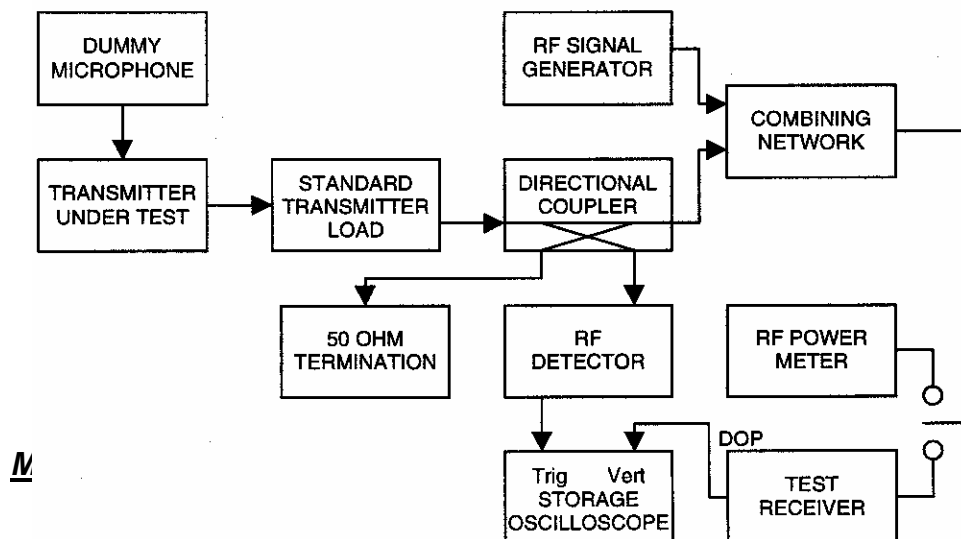 DUMMY
MICROPHONE
RF SIGNAL
GENERATOR
COMBINING
NETWORK
TRANSMITTER
UNDER TEST
STANDARD
TRANSMITTER
LOAD
DIRECTIONAL
COUPLER
50 OHM
TERMINATION
RF
DETECTOR
RF POWER
METER
M
DOP
Trig Vert
STORAGE
OSCILLOSCOPE
TEST
RECEIVER